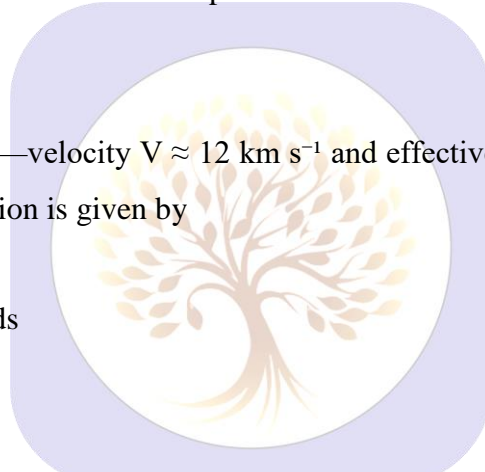 —velocity V ≈ 12 km s⁻¹ and effective
ion is given by
ds